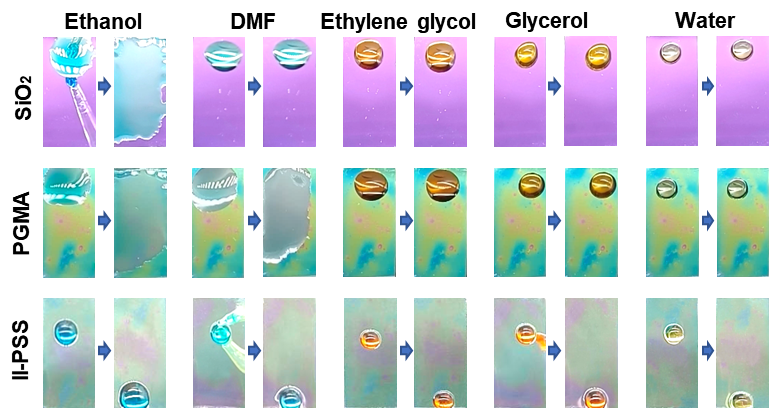 Ethanol DMF Ethylene glycol Glycerol Water
SiO₂
PGMA
II-PSS